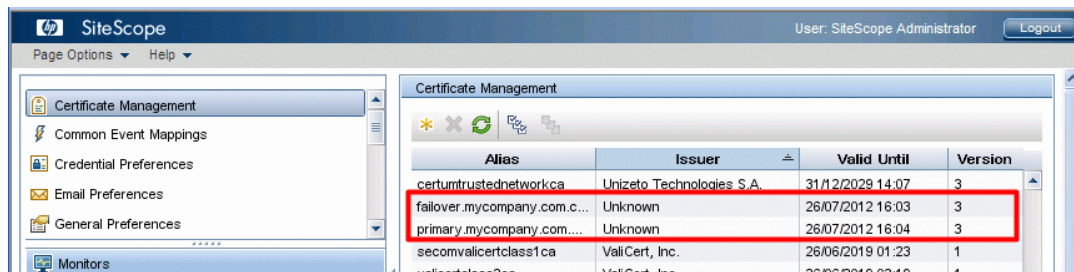 hp SiteScope User: SiteScope Administrator Logout
Page Options Help
Certificate Management
Common Event Mappings
Credential Preferences
Email Preferences
General Preferences
Monitors
Certificate Management
Alias Issuer Valid Until Version
certumtrustednetworkca Unizeto Technologies S.A. 31/12/2029 14:07 3
failover.mycompany.com.c... Unknown 26/07/2012 16:03 3
primary.mycompany.com.... Unknown 26/07/2012 16:04 3
secomvalicertclass1ca ValiCert, Inc. 26/06/2019 01:23 1